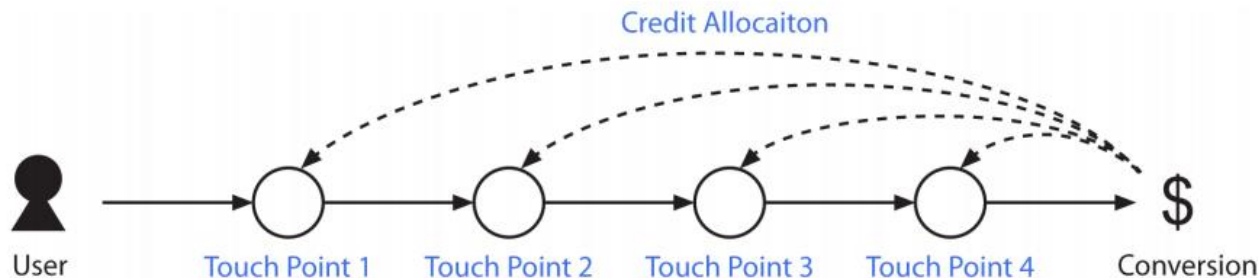 Credit Allocaiton
$
User
Touch Point 1
Touch Point 2
Touch Point 3
Touch Point 4
Conversion